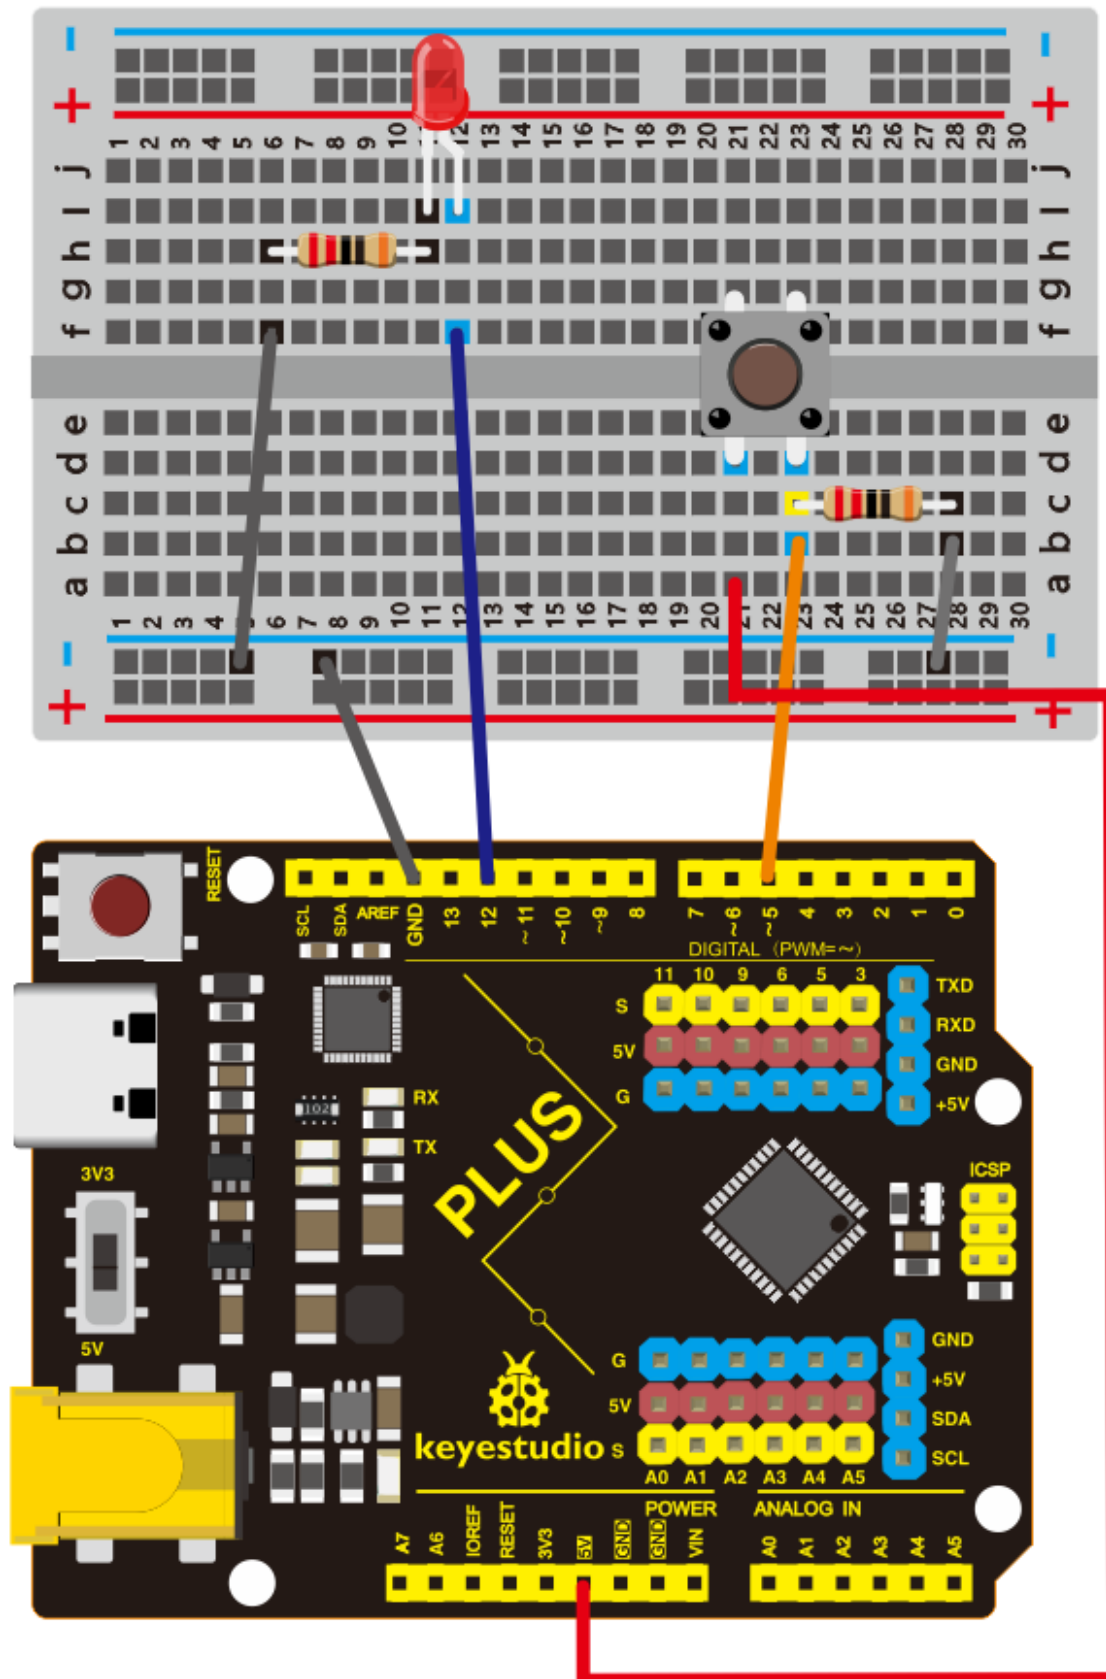 - -
+ +
1 2 3 4 5 6 7 8 9 10 12 13 14 15 16 17 18 19 20 21 22 23 24 25 26 27 28 29 30
j j
I I
h h
g g
f f
e e
d d
c c
b b
a a
1 2 3 4 6 7 8 9 10 11 12 13 14 15 16 17 18 19 20 21 22 23 24 25 26 27 28 29 30
- -
+ +
RESET
SCL SDA AREF GND 13 12 ~11 ~10 ~9 8 7 ~6 ~5 4 3 2 1 0
DIGITAL (PWM=~)
11 10 9 6 5 3
S
5V
G
TXD
RXD
GND
+5V
RX
TX
102
PLUS
3V3
5V
ICSP
G
5V
S
GND
+5V
SDA
SCL
keyestudio
A0 A1 A2 A3 A4 A5
POWER ANALOG IN
A7 A6 IOREF RESET 3V3 5V GND GND VIN A0 A1 A2 A3 A4 A5